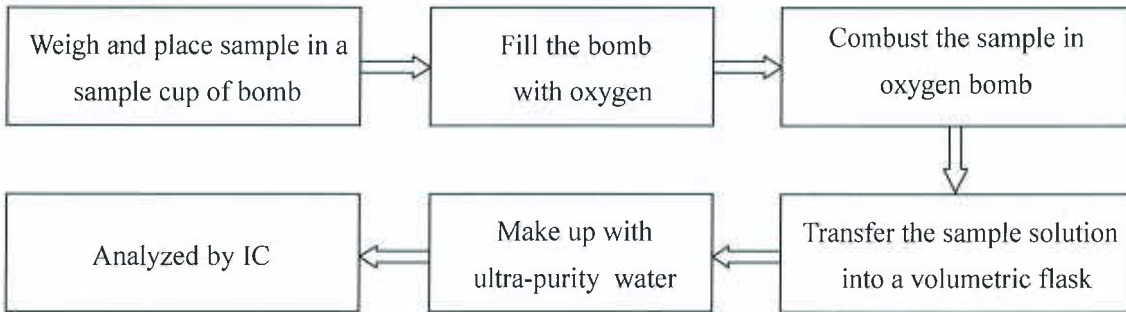 Weigh and place sample in a
sample cup of bomb
Fill the bomb
with oxygen
Combust the sample in
oxygen bomb
Transfer the sample solution
into a volumetric flask
Make up with
ultra-purity water
Analyzed by IC